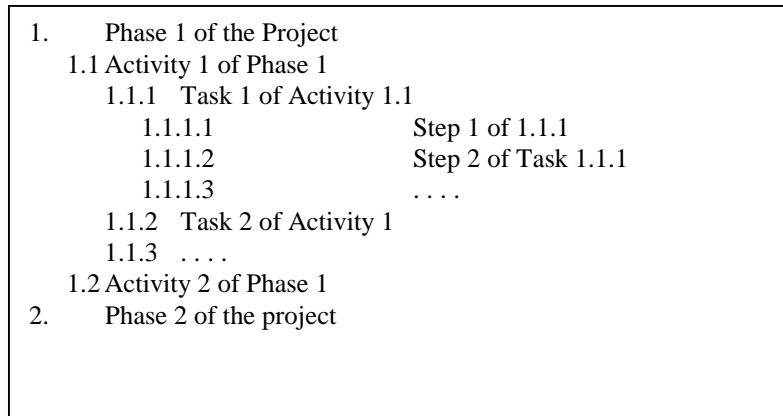 1. Phase 1 of the Project
1.1 Activity 1 of Phase 1
1.1.1 Task 1 of Activity 1.1
1.1.1.1 Step 1 of 1.1.1
1.1.1.2 Step 2 of Task 1.1.1
1.1.1.3 . . . .
1.1.2 Task 2 of Activity 1
1.1.3 . . . .
1.2 Activity 2 of Phase 1
2. Phase 2 of the project